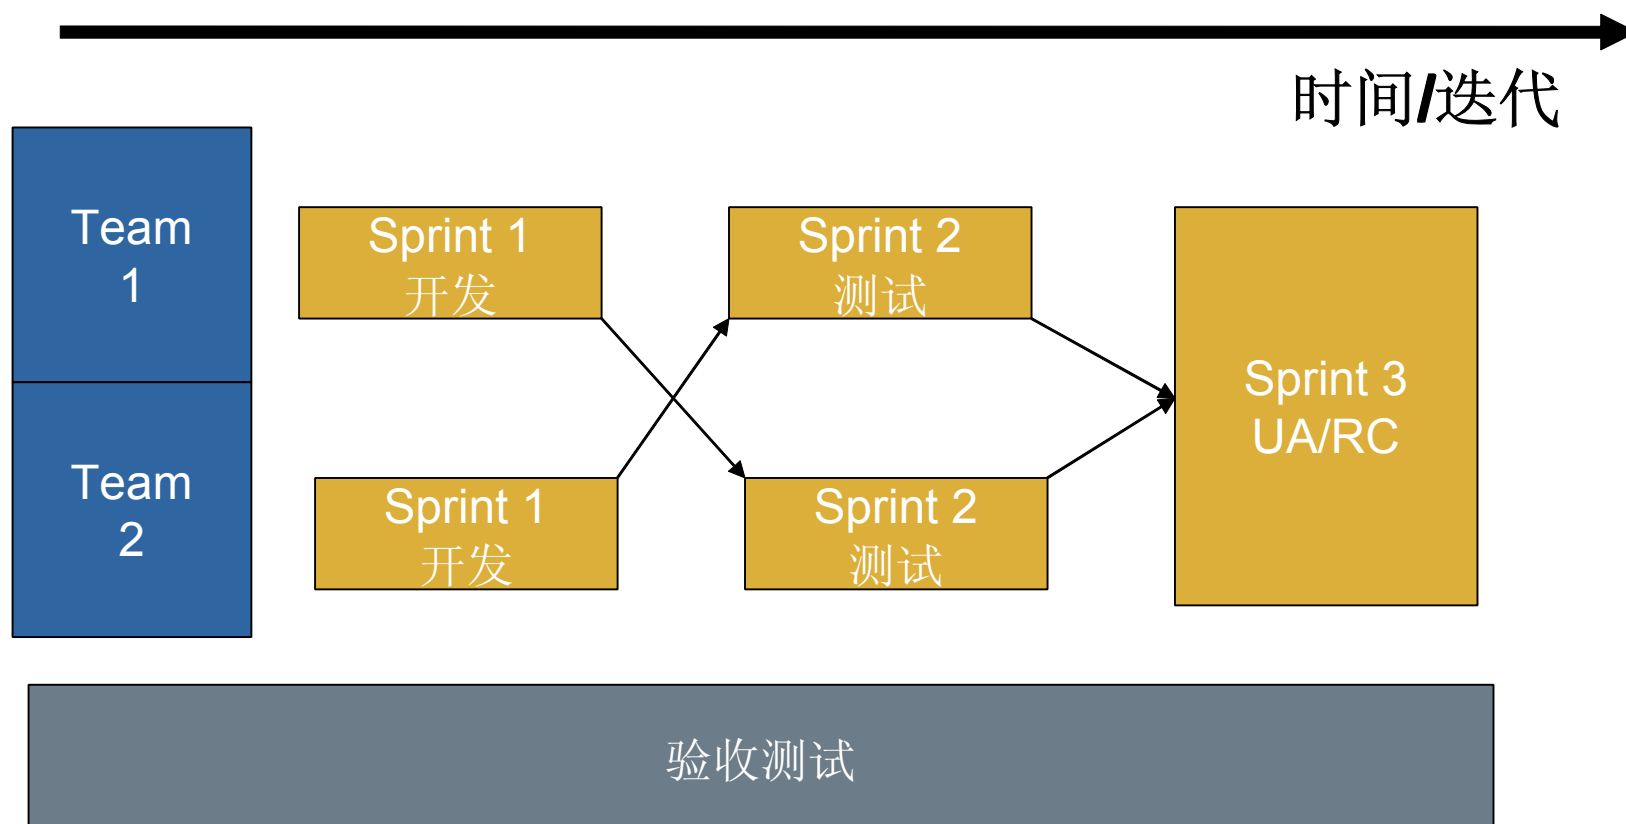 时间/迭代
Team
1
Sprint 1
开发
Sprint 2
测试
Sprint 3
UA/RC
Team
2
Sprint 1
开发
Sprint 2
测试
验收测试